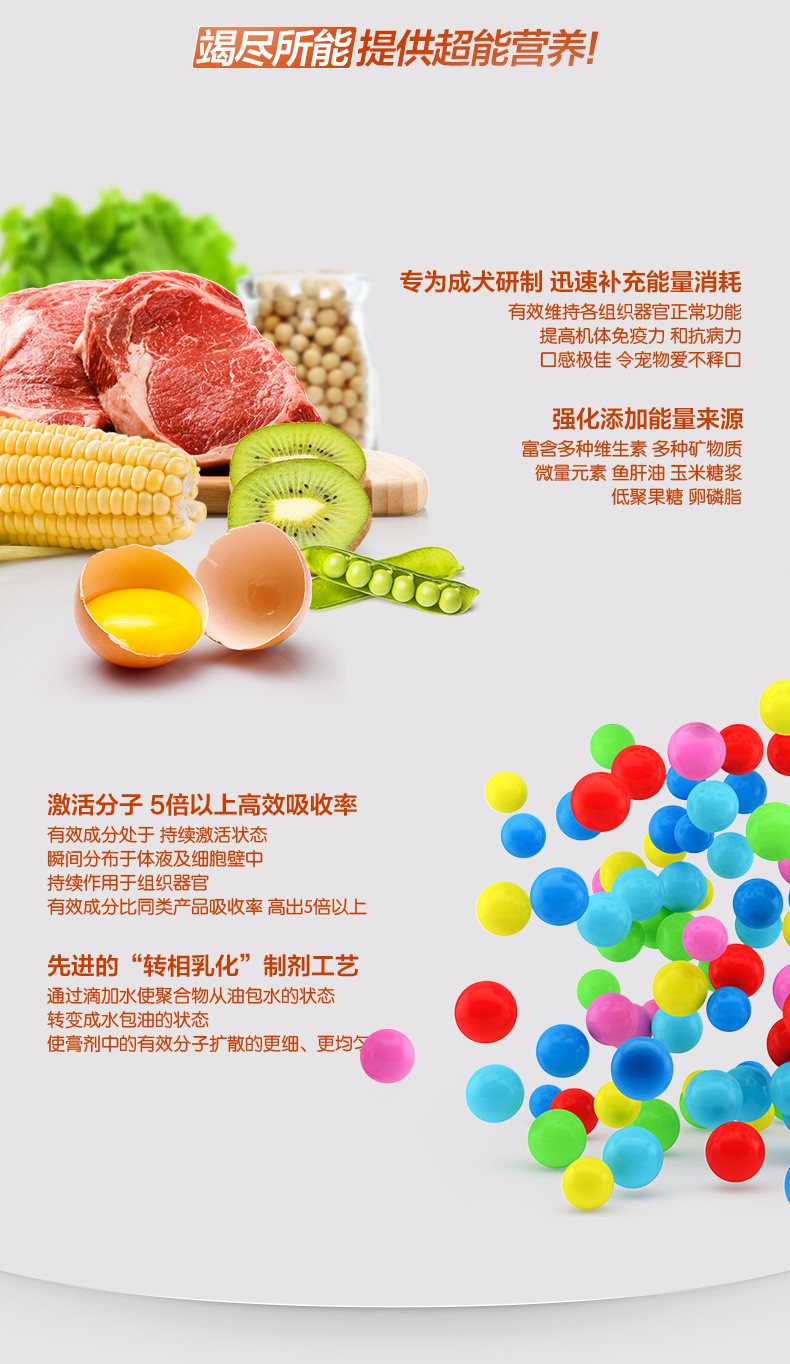 竭尽所能 提供超能营养!
专为成犬研制 迅速补充能量消耗
有效维持各组织器官正常功能
提高机体免疫力 和抗病力
口感极佳 令宠物爱不释口
强化添加能量来源
富含多种维生素 多种矿物质
微量元素 鱼肝油 玉米糖浆
低聚果糖 卵磷脂
激活分子 5倍以上高效吸收率
有效成分处于 持续激活状态
瞬间分布于体液及细胞壁中
持续作用于组织器官
有效成分比同类产品吸收率 高出5倍以上
先进的“转相乳化”制剂工艺
通过滴加水使聚合物从油包水的状态
转变成水包油的状态
使膏剂中的有效分子扩散的更细、更均匀